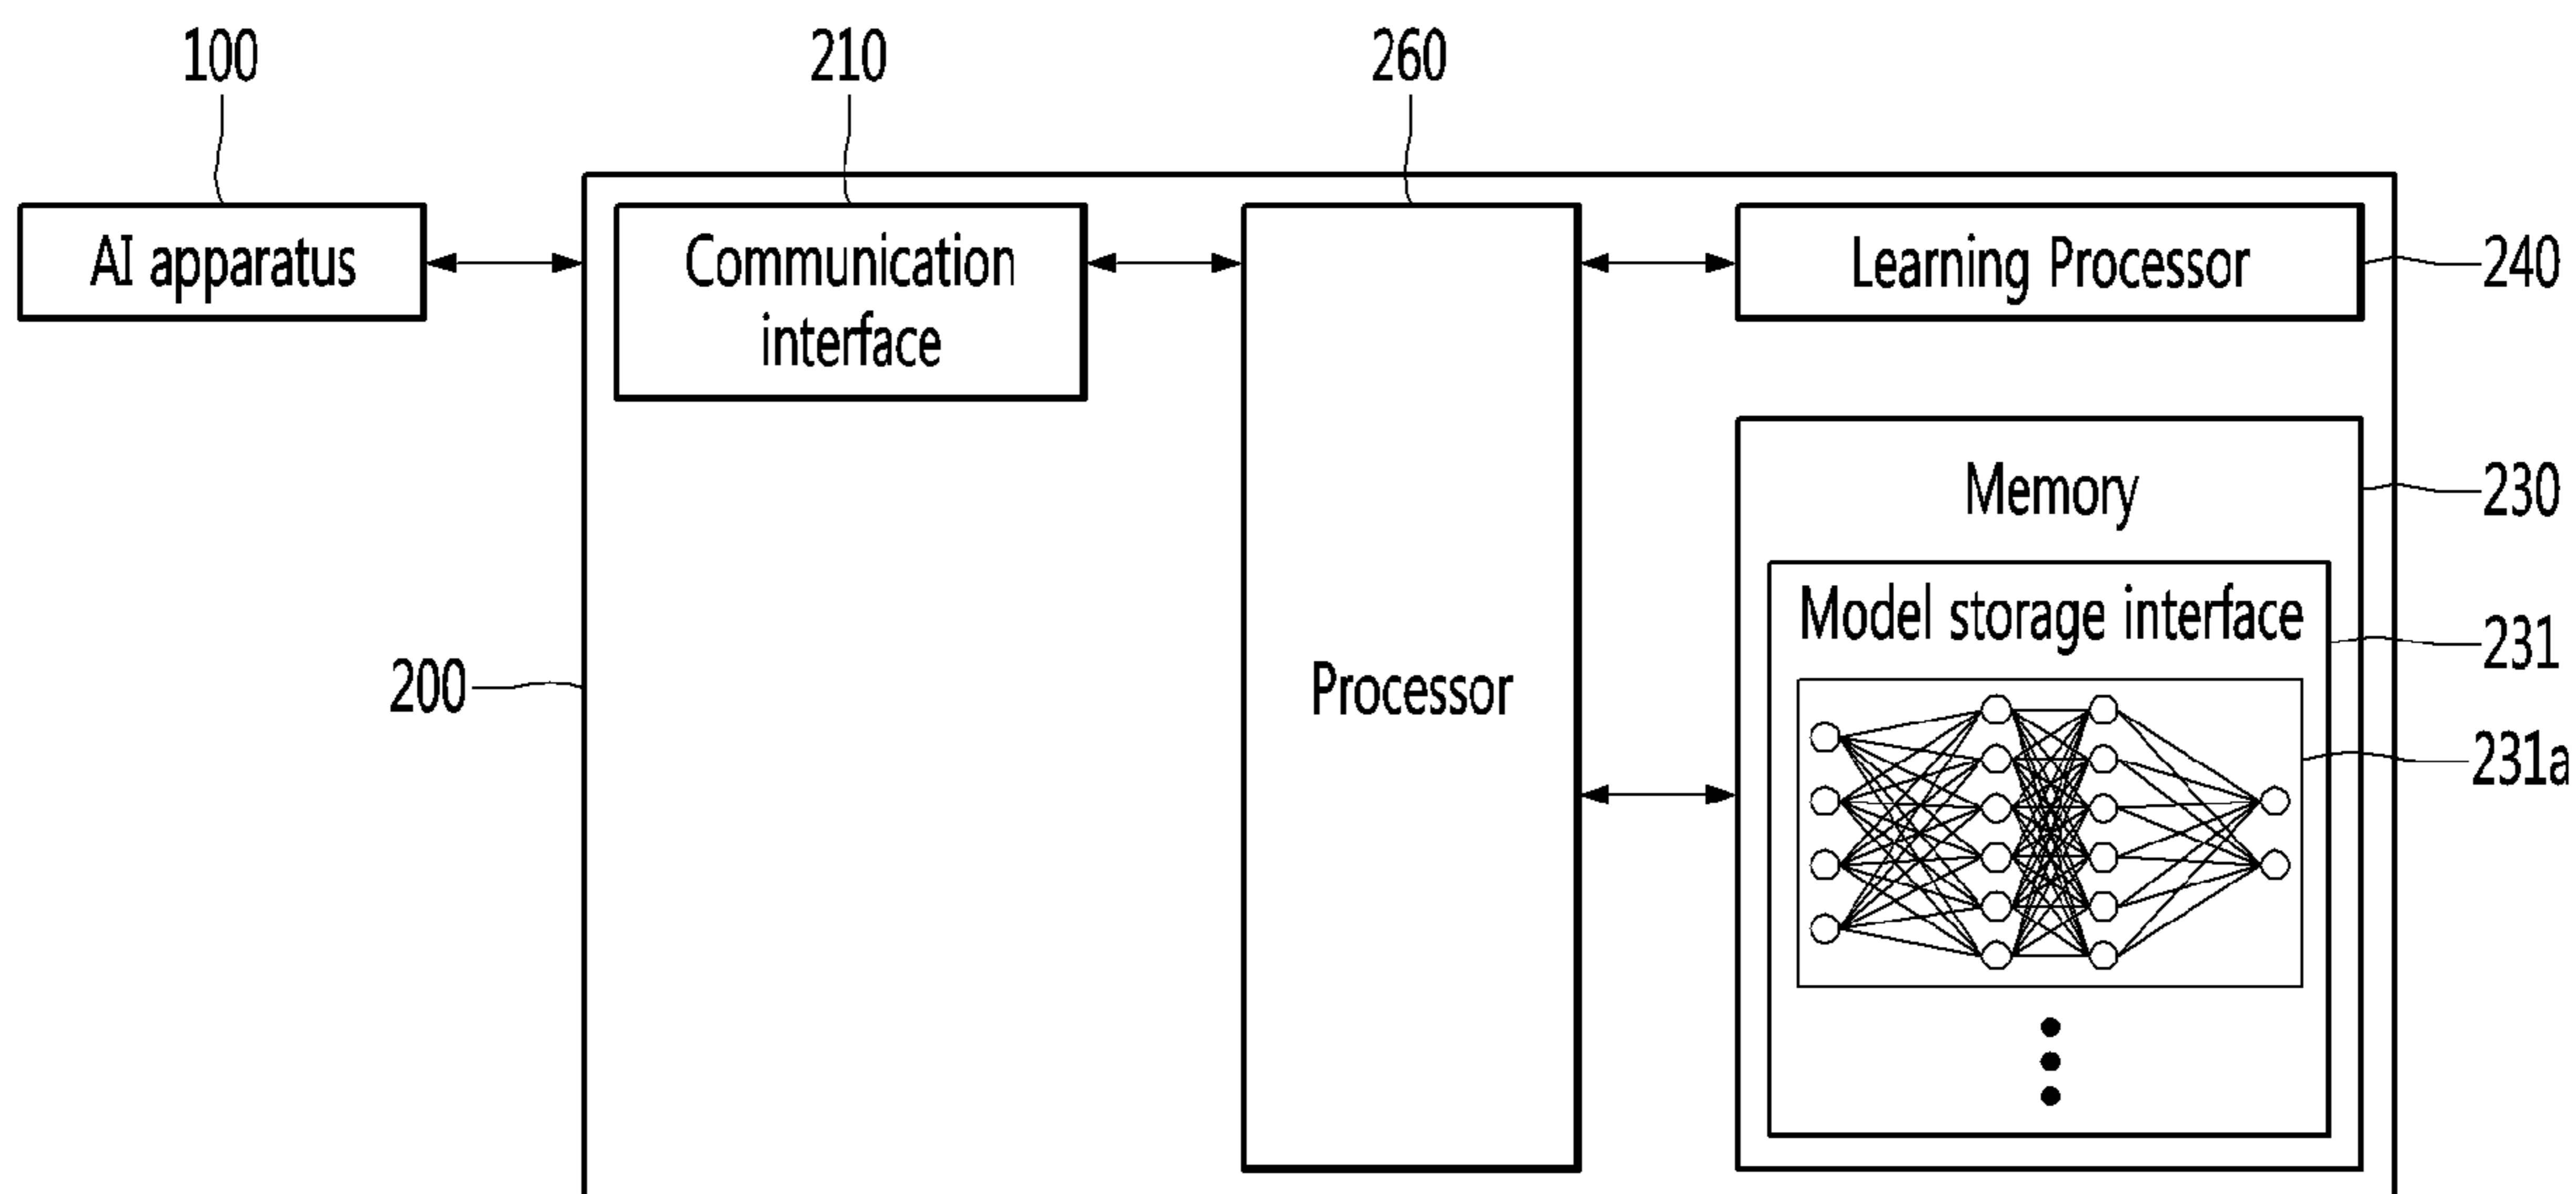 100
210
260
AI apparatus
Communication
interface
Learning Processor
240
Memory
230
Model storage interface
231
200
Processor
231a